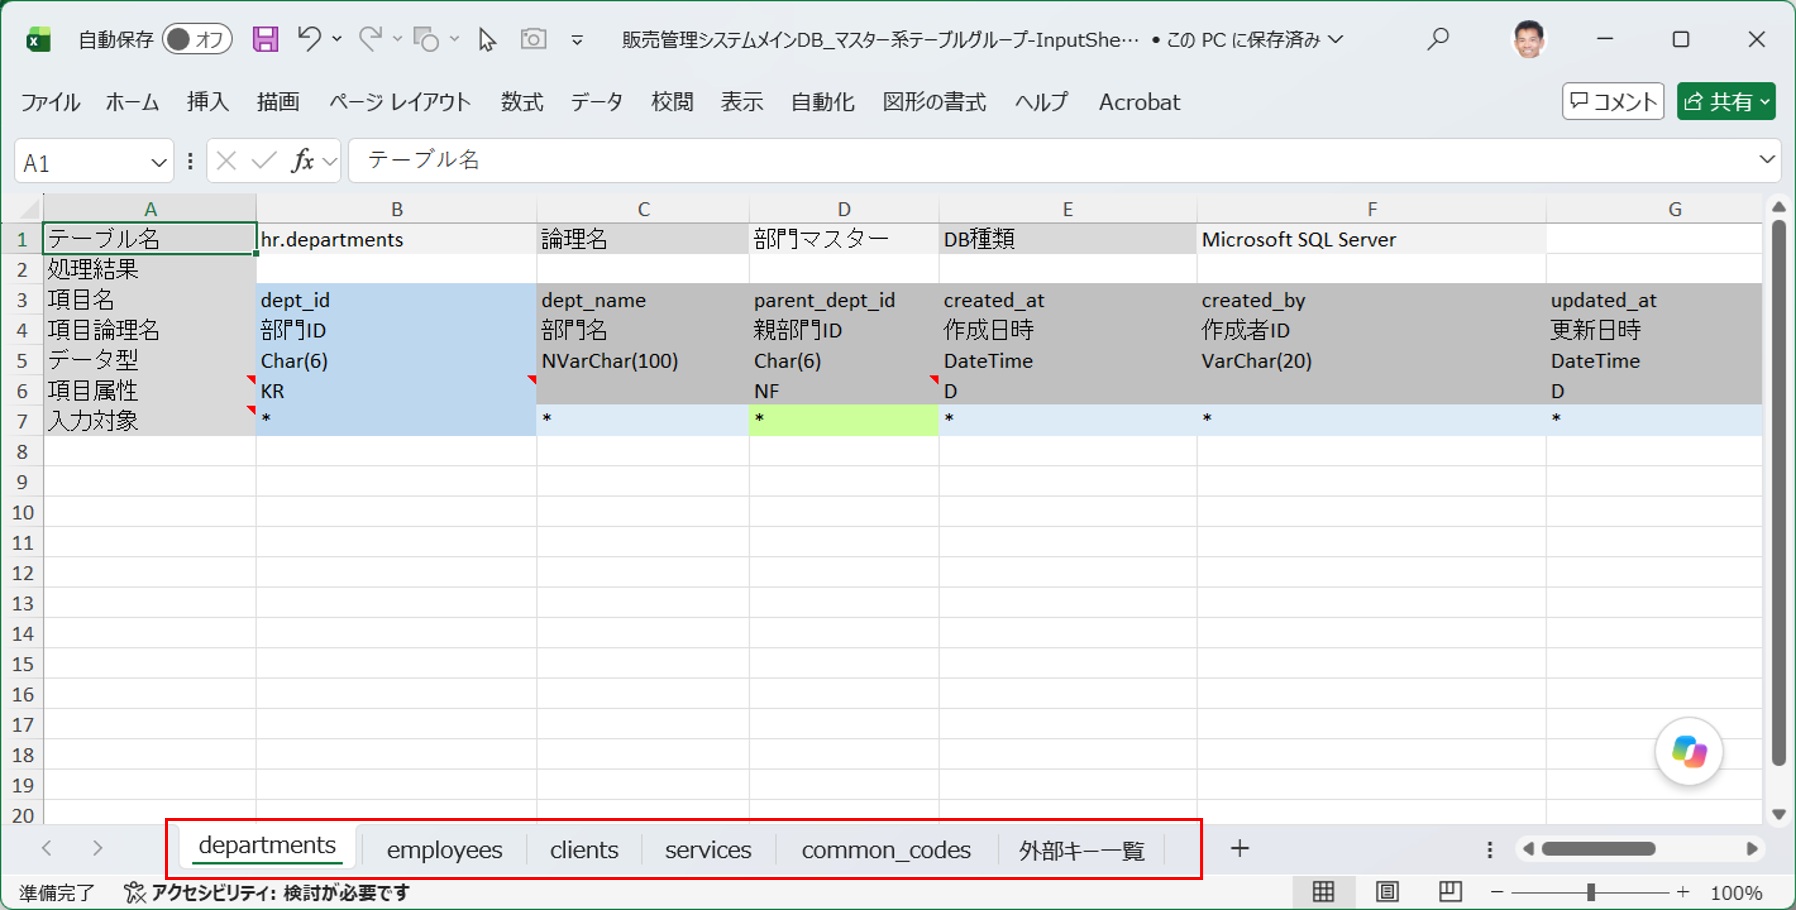 自動保存 オフ 販売管理システムメインDB_マスター系テーブルグループ-InputShe… • この PC に保存済み
ファイル ホーム 挿入 描画 ページ レイアウト 数式 データ 校閲 表示 自動化 図形の書式 ヘルプ Acrobat コメント 共有
A1 fx テーブル名
A B C D E F G
1 テーブル名 hr.departments 論理名 部門マスター DB種類 Microsoft SQL Server
2 処理結果
3 項目名 dept_id dept_name parent_dept_id created_at created_by updated_at
4 項目論理名 部門ID 部門名 親部門ID 作成日時 作成者ID 更新日時
5 データ型 Char(6) NVarChar(100) Char(6) DateTime VarChar(20) DateTime
6 項目属性 KR NF D D
7 入力対象 * * * * * *
8
9
10
11
12
13
14
15
16
17
18
19
20
departments employees clients services common_codes 外部キー一覧 +
準備完了 アクセシビリティ: 検討が必要です − + 100%